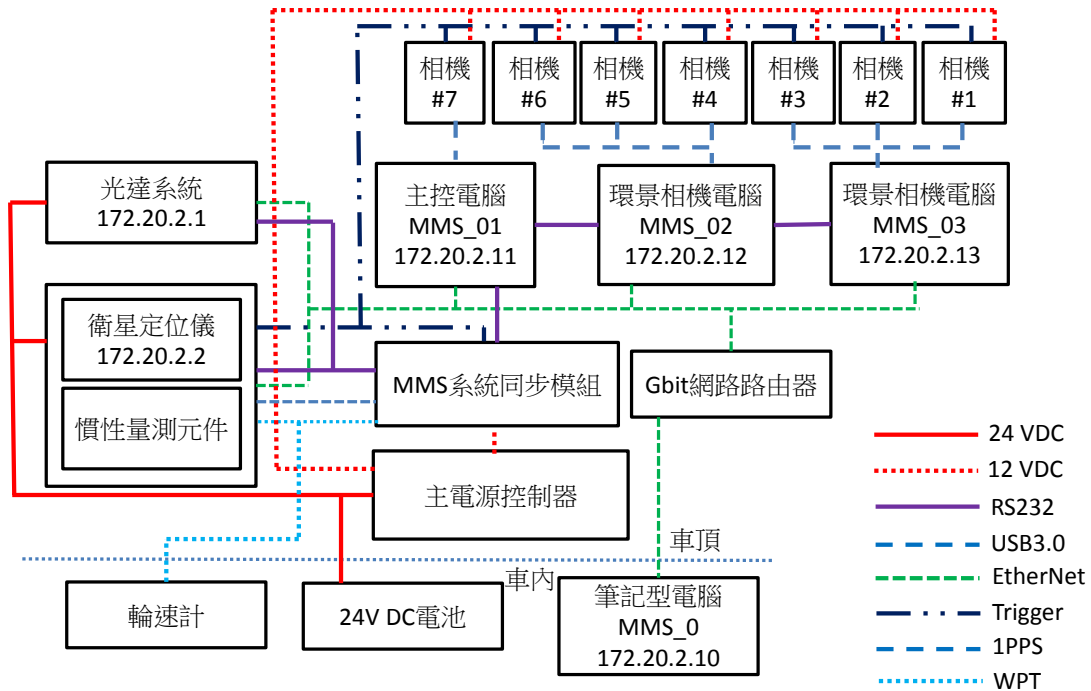 相機
#7
相機
#6
相機
#5
相機
#4
相機
#3
相機
#2
相機
#1
光達系統
172.20.2.1
主控電腦
MMS_01
172.20.2.11
環景相機電腦
MMS_02
172.20.2.12
環景相機電腦
MMS_03
172.20.2.13
衛星定位儀
172.20.2.2
慣性量測元件
MMS系統同步模組
Gbit網路路由器
主電源控制器
車頂
車內
輪速計
24V DC電池
筆記型電腦
MMS_0
172.20.2.10
24 VDC
12 VDC
RS232
USB3.0
EtherNet
Trigger
1PPS
WPT